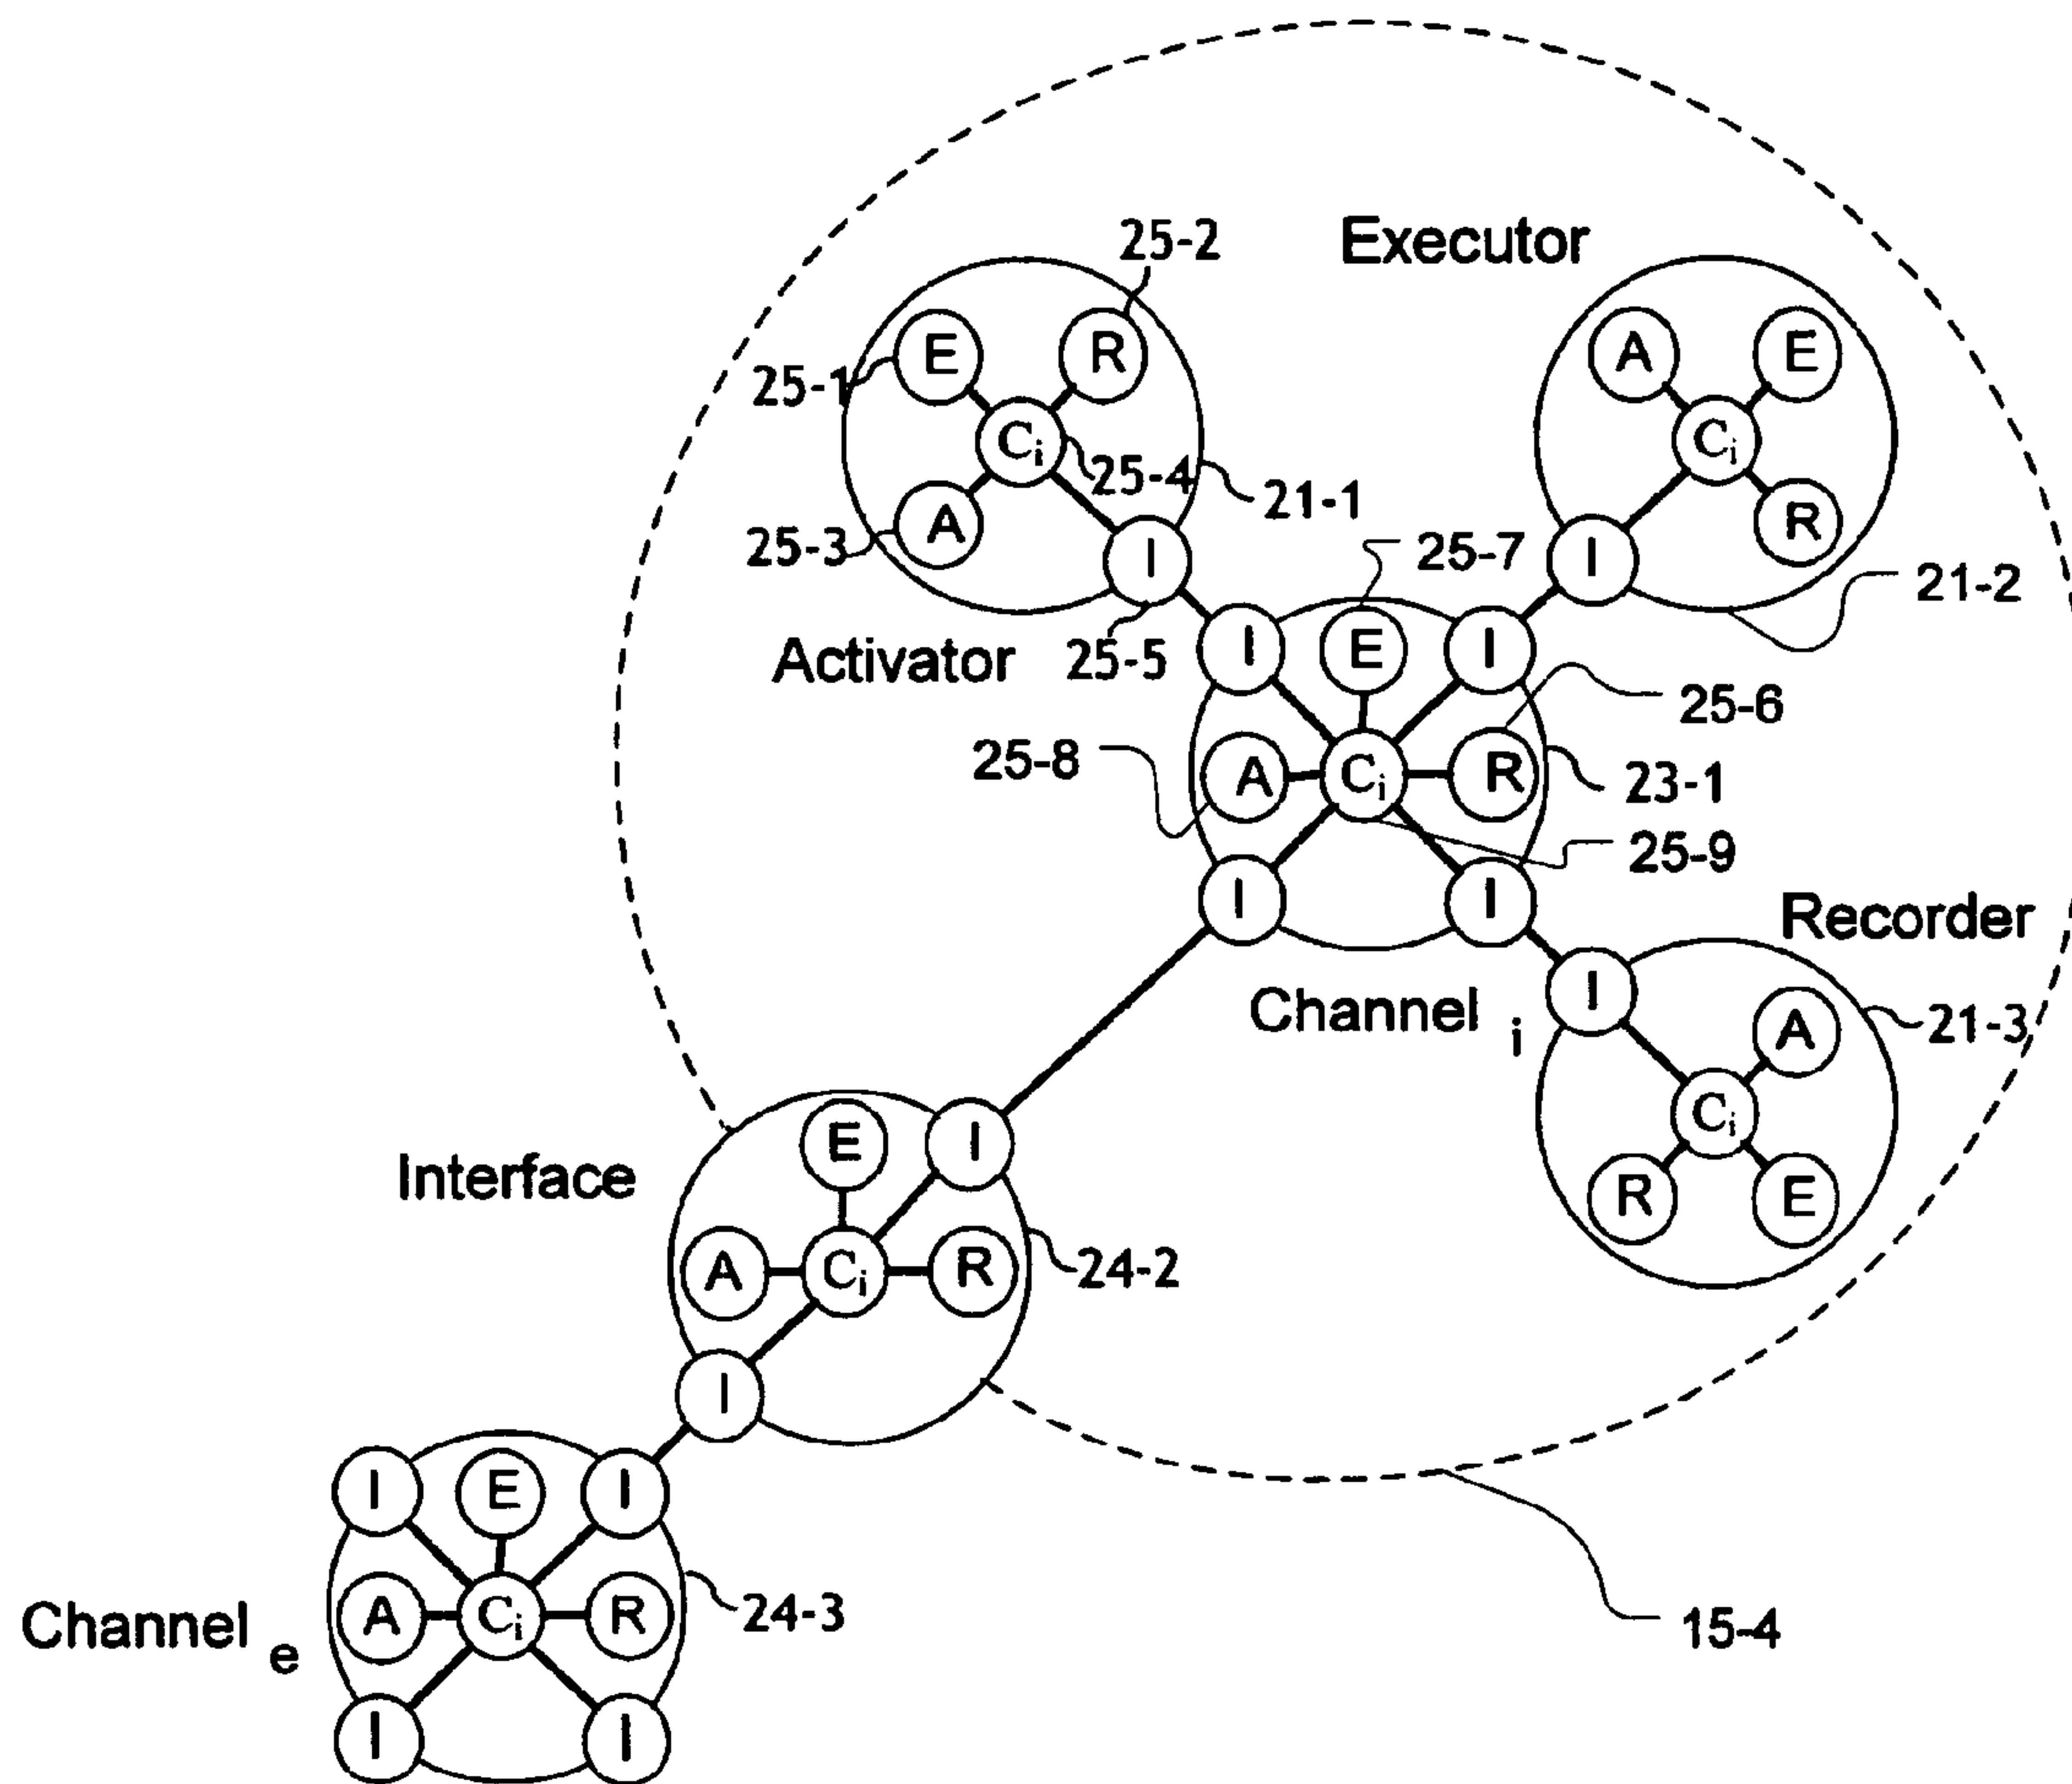 25-2
Executor
E
R
A
E
25-1
Ci
25-4
Ci
21-1
25-3
A
R
I
25-7
I
21-2
Activator
25-5
I
E
I
25-6
25-8
A
Ci
R
23-1
25-9
I
I
Recorder
Channel i
I
A
21-3
Ci
E
I
R
E
Interface
A
Ci
R
24-2
I
I
E
I
Channel e
A
Ci
R
24-3
15-4
I
I